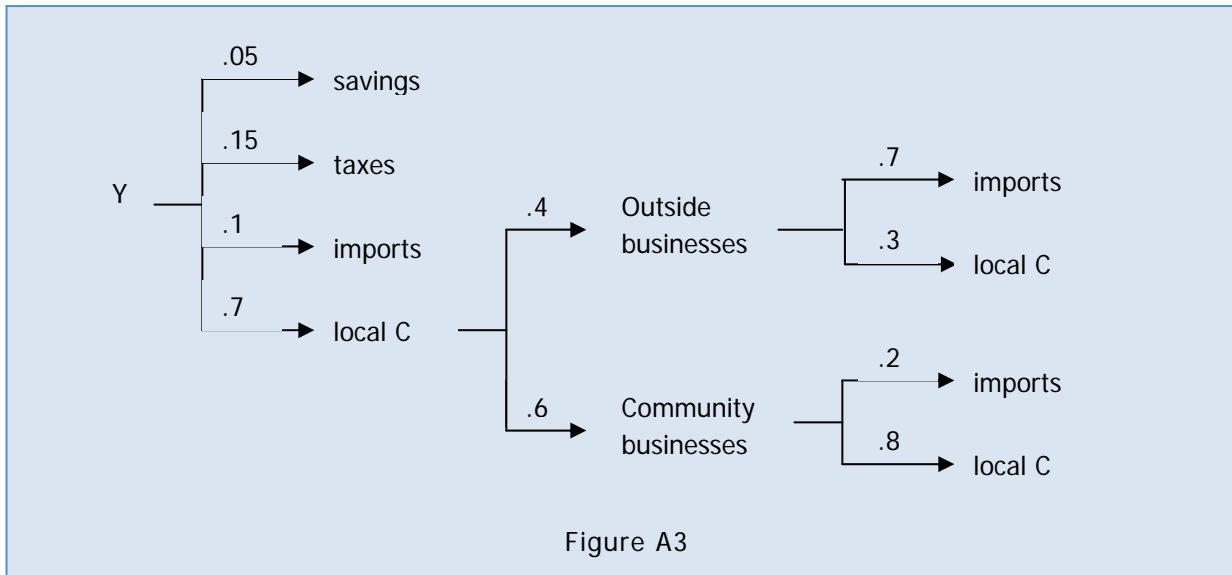 .05
savings
.15
taxes
Y
.1
imports
.7
local C
.4
Outside
businesses
.6
Community
businesses
.7
imports
.3
local C
.2
imports
.8
local C
Figure A3